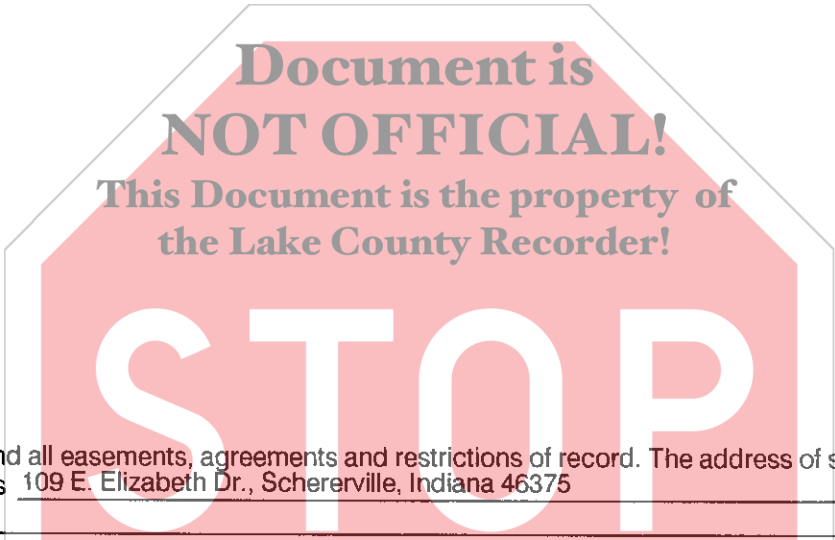 Document is
NOT OFFICIAL!
This Document is the property of
the Lake County Recorder!
STOP
all easements, agreements and restrictions of record. The address of
109 E. Elizabeth Dr., Schererville, Indiana 46375